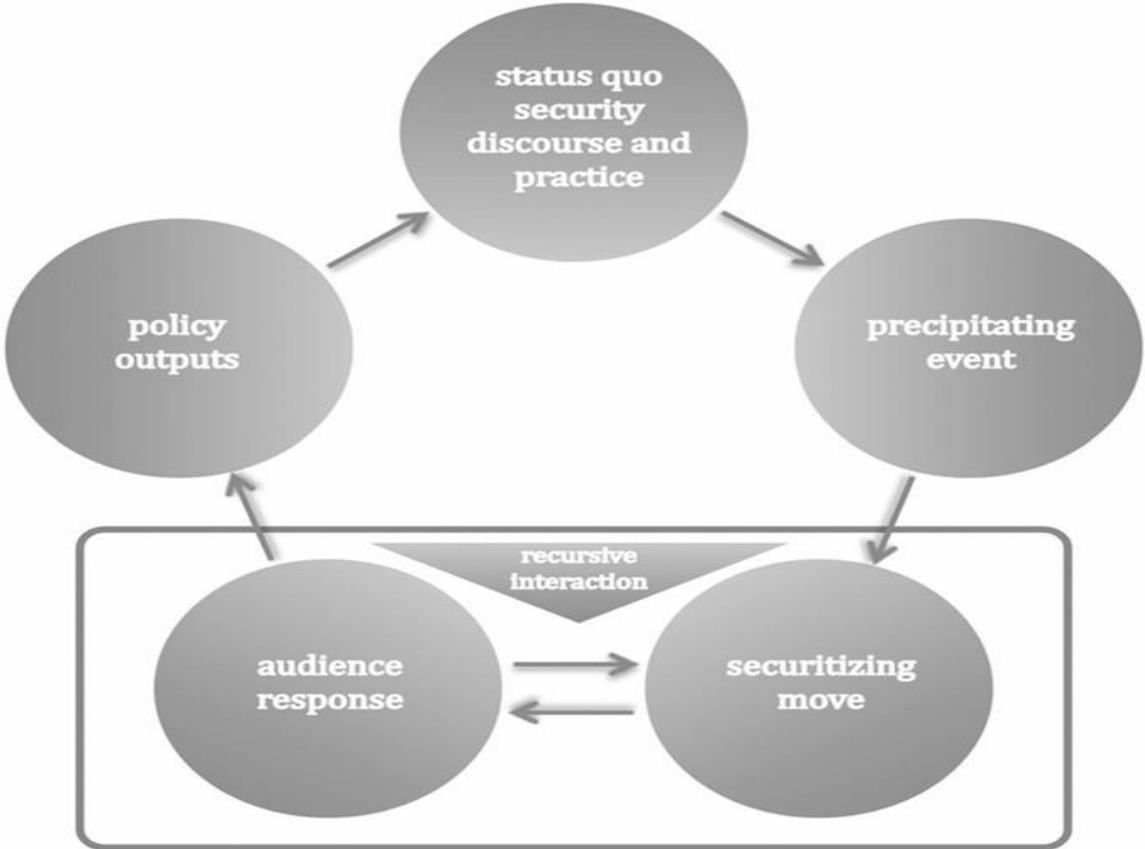 status quo
security
discourse and
practice
policy
outputs
precipitating
event
recursive
interaction
audience
response
securitizing
move